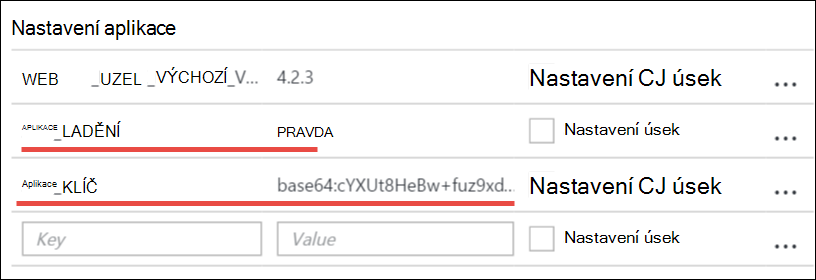 Nastavení aplikace
WEB _UZEL _VÝCHOZÍ_V... 4.2.3 Nastavení CJ úsek ...
APLIKACE_LADĚNÍ PRAVDA Nastavení úsek ...
Aplikace_KLÍČ base64:cYXUt8HeBw+fuz9xd... Nastavení CJ úsek ...
Key Value Nastavení úsek ...